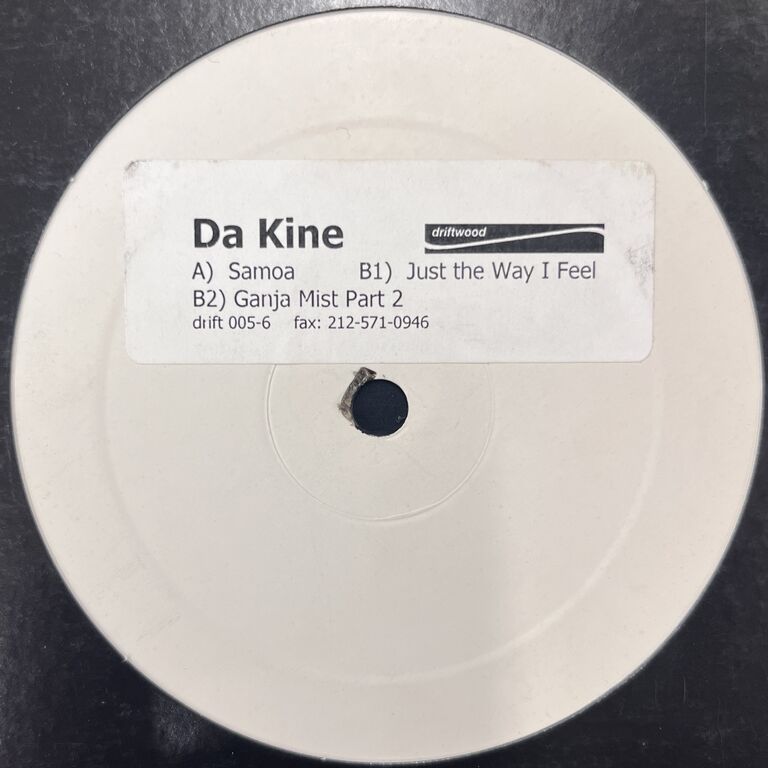 Da Kine
driftwood
A) Samoa B1) Just the Way I Feel
B2) Ganja Mist Part 2
drift 005-6 fax: 212-571-0946